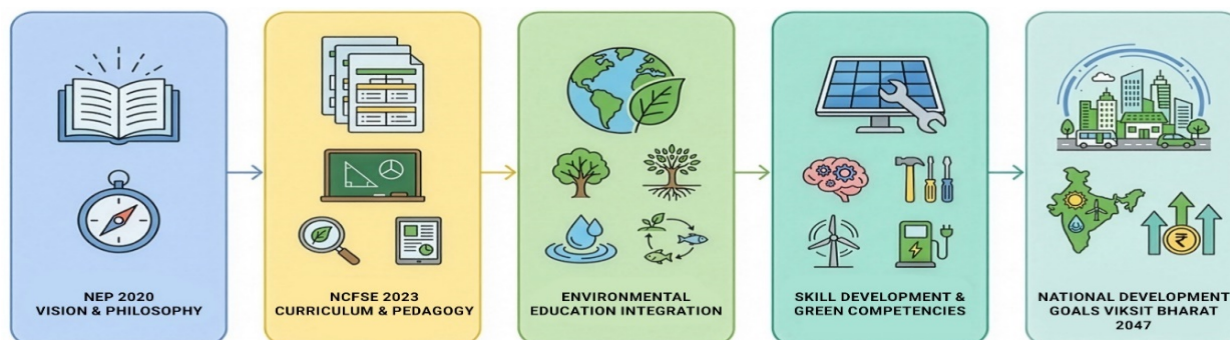 NEP 2020
VISION & PHILOSOPHY
NCFSE 2023
CURRICULUM & PEDAGOGY
ENVIRONMENTAL
EDUCATION INTEGRATION
SKILL DEVELOPMENT &
GREEN COMPETENCIES
NATIONAL DEVELOPMENT
GOALS VIKSIT BHARAT
2047
₹